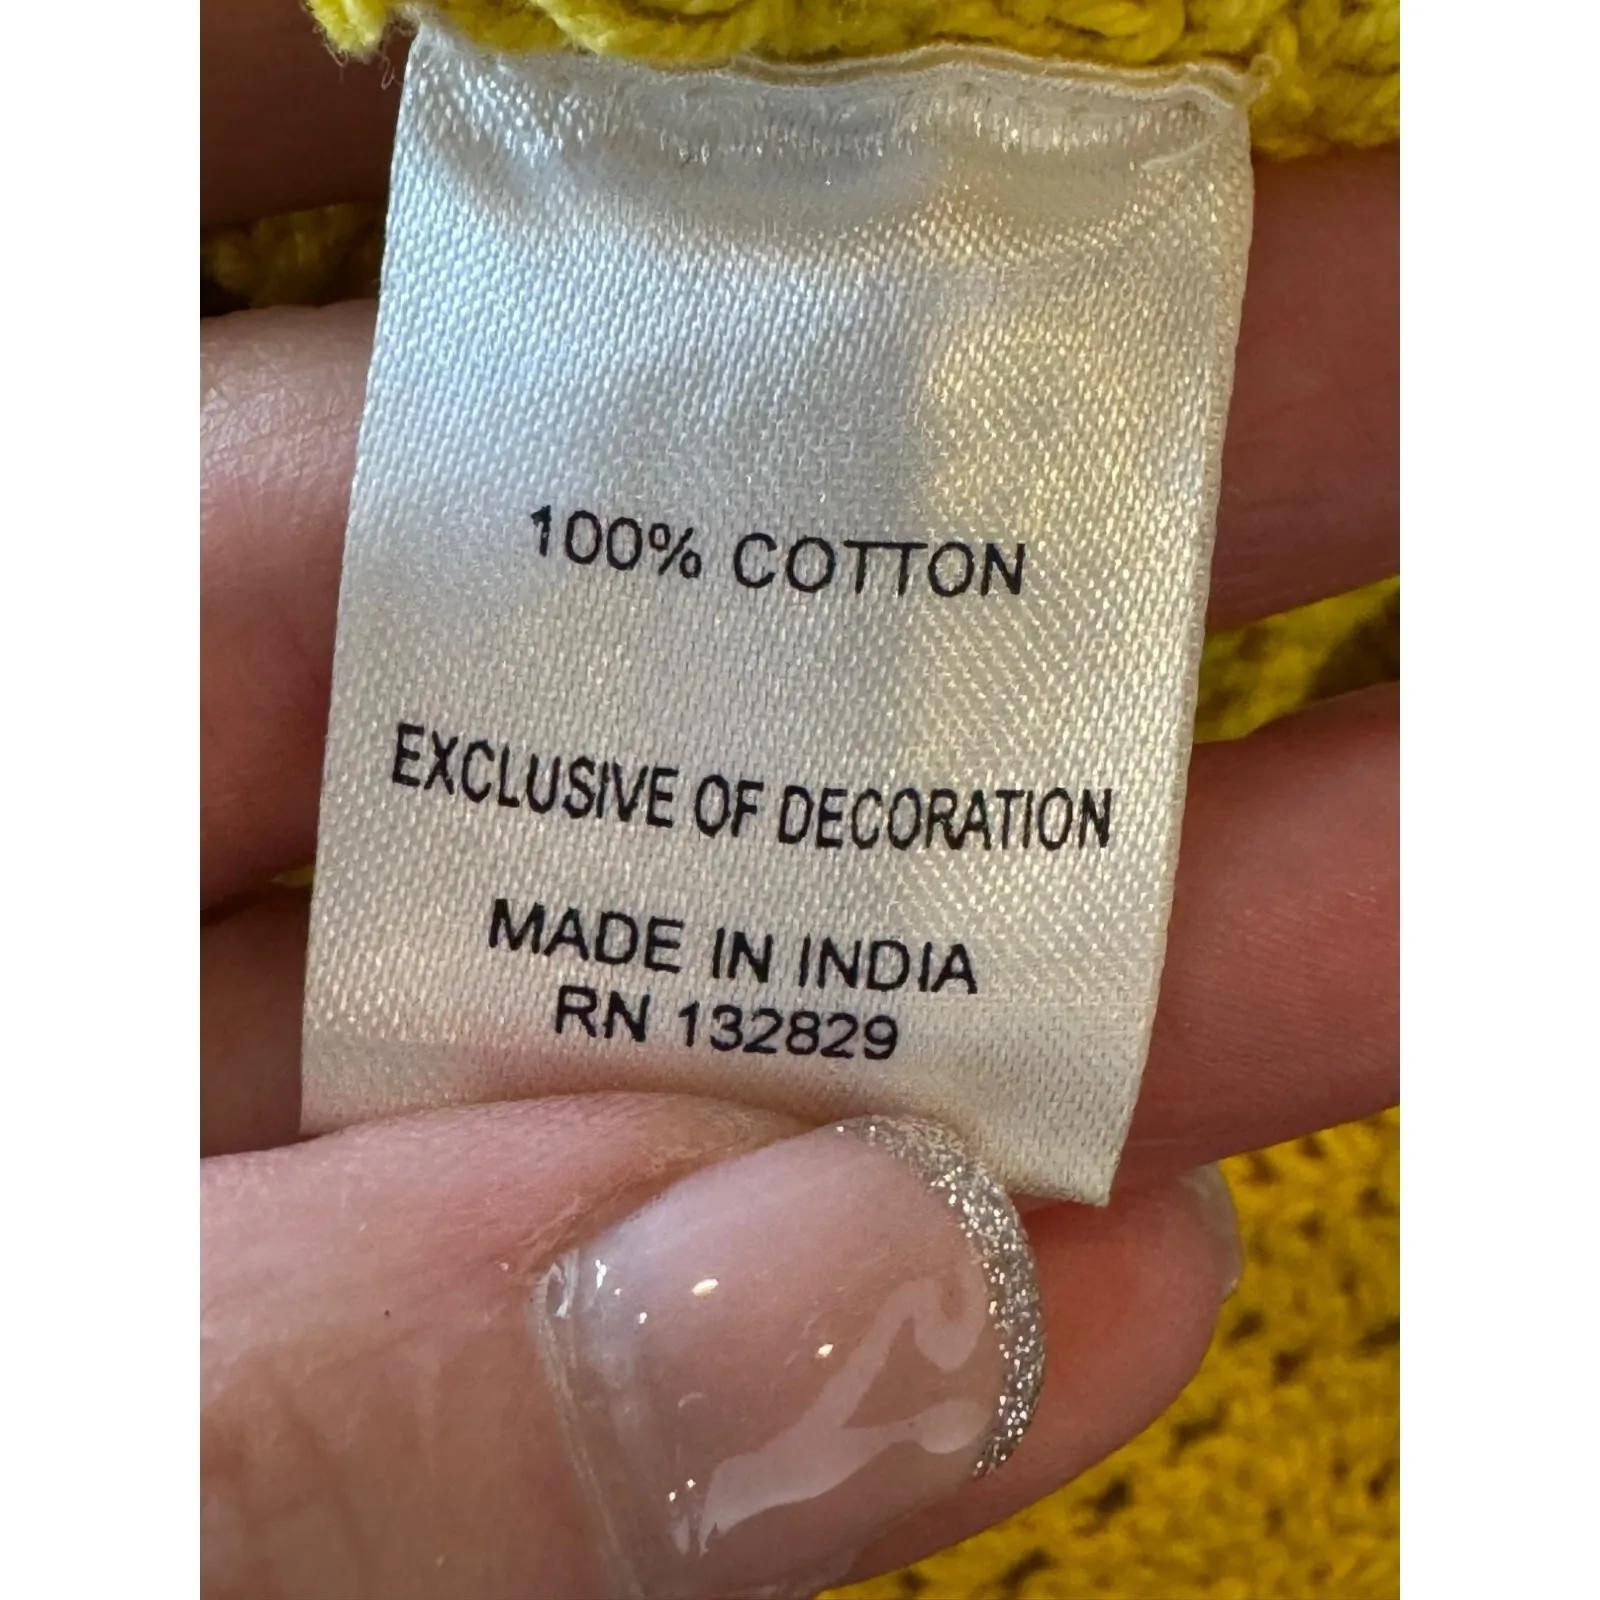 100% COTTON
EXCLUSIVE OF DECORATION
MADE IN INDIA
RN 132829